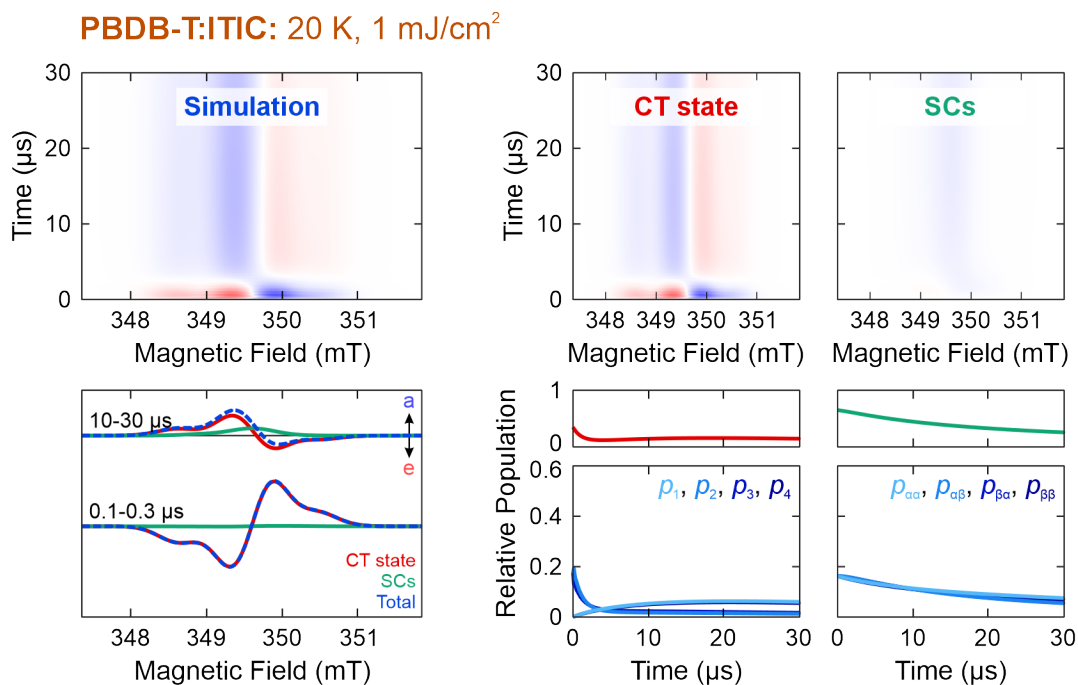 PBDB-T:ITIC: 20 K, 1 mJ/cm²
30
20
10
0
Time (µs)
Simulation
348 349 350 351
Magnetic Field (mT)
30
20
10
0
Time (µs)
CT state
348 349 350 351
Magnetic Field (mT)
SCs
348 349 350 351
Magnetic Field (mT)
10-30 µs
a
e
0.1-0.3 µs
CT state
SCs
Total
348 349 350 351
Magnetic Field (mT)
Relative Population
1
0
0.6
0.4
0.2
0
p₁, p₂, p₃, p₄
0 10 20 30
Time (µs)
pαα, pαβ, pβα, pββ
0 10 20 30
Time (µs)